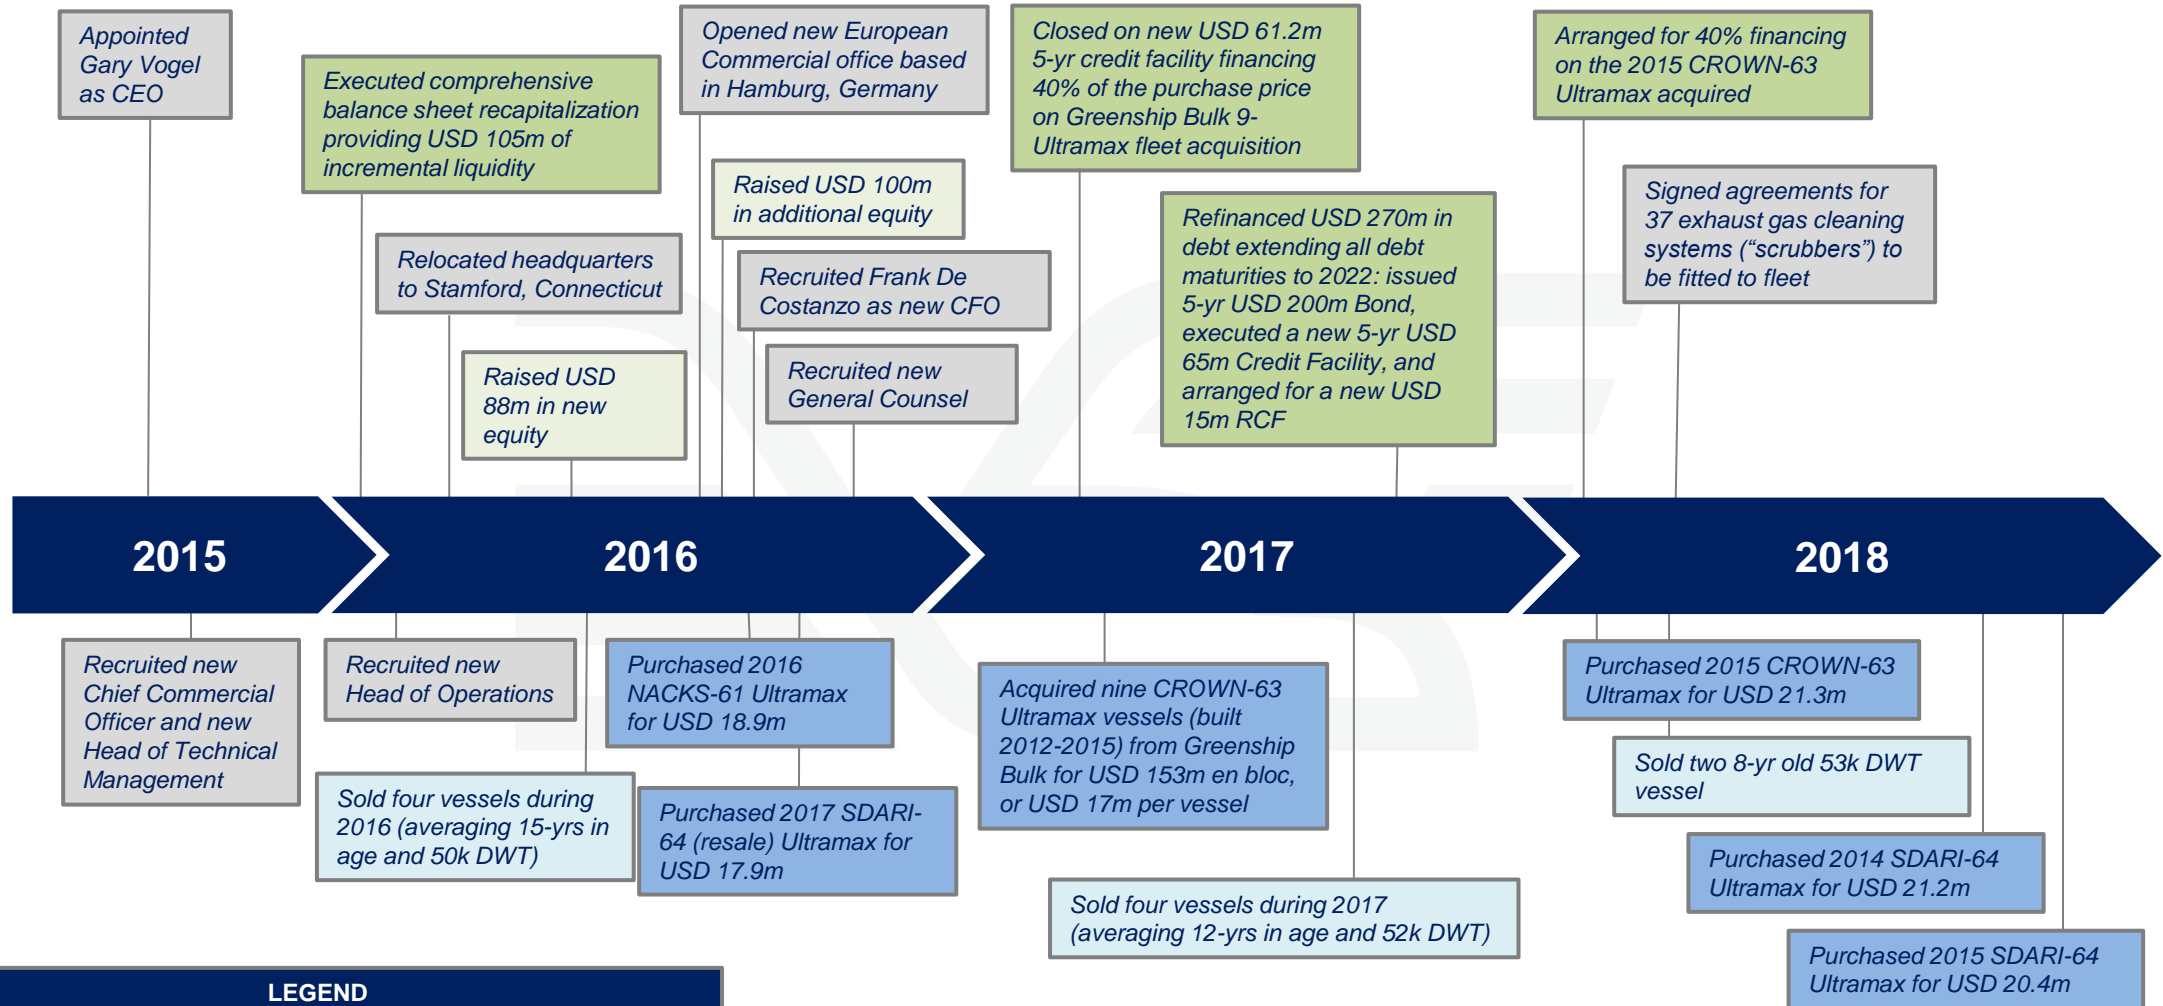 Appointed
Gary Vogel
as CEO
Executed comprehensive
balance sheet recapitalization
providing USD 105m of
incremental liquidity
Relocated headquarters
to Stamford, Connecticut
Raised USD
88m in new
equity
Opened new European
Commercial office based
in Hamburg, Germany
Raised USD 100m
in additional equity
Recruited Frank De
Costanzo as new CFO
Recruited new
General Counsel
Closed on new USD 61.2m
5-yr credit facility financing
40% of the purchase price
on Greenship Bulk 9-
Ultramax fleet acquisition
Refinanced USD 270m in
debt extending all debt
maturities to 2022: issued
5-yr USD 200m Bond,
executed a new 5-yr USD
65m Credit Facility, and
arranged for a new USD
15m RCF
Arranged for 40% financing
on the 2015 CROWN-63
Ultramax acquired
Signed agreements for
37 exhaust gas cleaning
systems (“scrubbers”) to
be fitted to fleet
2015
2016
2017
2018
Recruited new
Chief Commercial
Officer and new
Head of Technical
Management
Recruited new
Head of Operations
Sold four vessels during
2016 (averaging 15-yrs in
age and 50k DWT)
Purchased 2016
NACKS-61 Ultramax
for USD 18.9m
Purchased 2017 SDARI-
64 (resale) Ultramax for
USD 17.9m
Acquired nine CROWN-63
Ultramax vessels (built
2012-2015) from Greenship
Bulk for USD 153m en bloc,
or USD 17m per vessel
Sold four vessels during 2017
(averaging 12-yrs in age and 52k DWT)
Purchased 2015 CROWN-63
Ultramax for USD 21.3m
Sold two 8-yr old 53k DWT
vessel
Purchased 2014 SDARI-64
Ultramax for USD 21.2m
Purchased 2015 SDARI-64
Ultramax for USD 20.4m
LEGEND